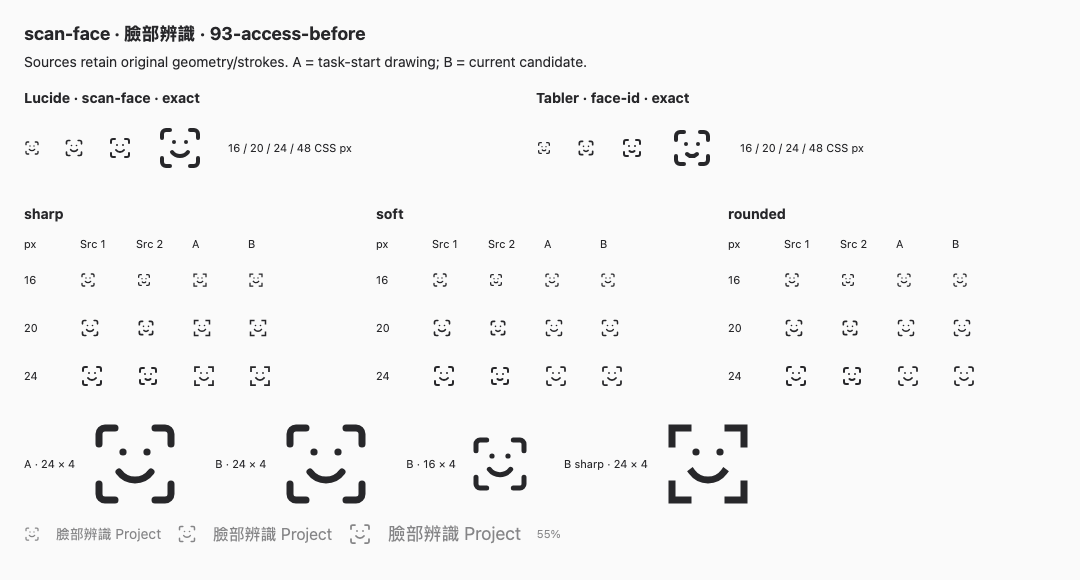 scan-face · 臉部辨識 · 93-access-before
Sources retain original geometry/strokes. A = task-start drawing; B = current candidate.
Lucide · scan-face · exact
Tabler · face-id · exact
16 / 20 / 24 / 48 CSS px
16 / 20 / 24 / 48 CSS px
sharp
soft
rounded
px Src 1 Src 2 A B
px Src 1 Src 2 A B
px Src 1 Src 2 A B
16
16
16
20
20
20
24
24
24
A · 24 × 4
B · 24 × 4
B · 16 × 4
B sharp · 24 × 4
臉部辨識 Project
臉部辨識 Project
臉部辨識 Project
55%